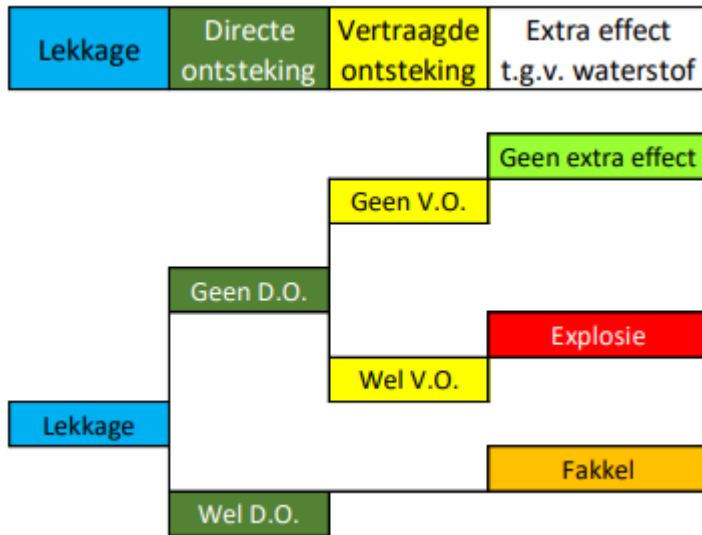 Lekkage
Directe
ontsteking
Vertraagde
ontsteking
Extra effect
t.g.v. waterstof
Geen extra effect
Geen V.O.
Geen D.O.
Explosie
Wel V.O.
Lekkage
Fakkel
Wel D.O.